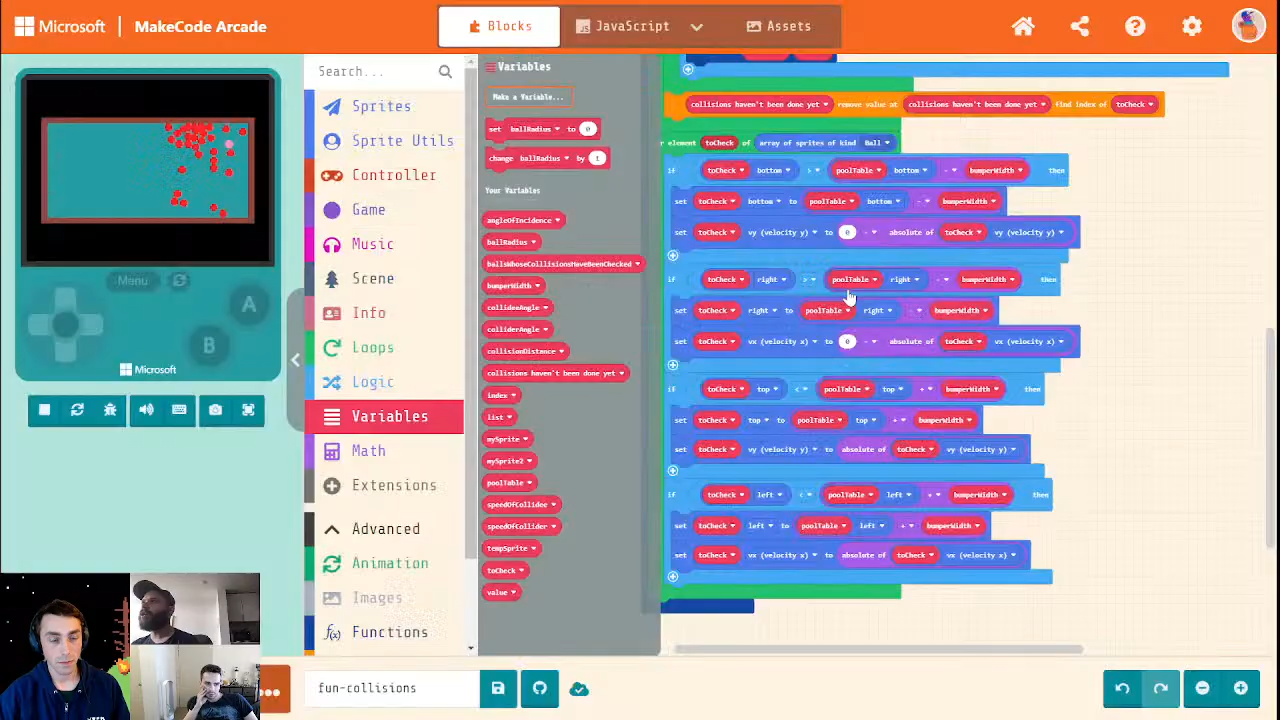 Microsoft MakeCode Arcade Blocks JavaScript Assets
Search...
Sprites
Sprite Utils
Controller
Game
Music
Scene
Info
Loops
Logic
Variables
Math
Extensions
Advanced
Animation
Images
Functions
Menu
A
B
Microsoft
Variables
Make a Variable...
set ballRadius to 0
change ballRadius by 1
Your Variables
angleOfIncidence
ballRadius
ballsWhoseColllisionsHaveBeenChecked
bumperWidth
collideeAngle
colliderAngle
collisionDistance
collisions haven't been done yet
index
list
mySprite
mySprite2
poolTable
speedOfCollidee
speedOfCollider
tempSprite
toCheck
value
collisions haven't been done yet remove value at collisions haven't been done yet find index of toCheck
element toCheck of array of sprites of kind Ball
if toCheck bottom > poolTable bottom - bumperWidth then
set toCheck bottom to poolTable bottom - bumperWidth
set toCheck vy (velocity y) to 0 - absolute of toCheck vy (velocity y)
if toCheck right > poolTable right - bumperWidth then
set toCheck right to poolTable right - bumperWidth
set toCheck vx (velocity x) to 0 - absolute of toCheck vx (velocity x)
if toCheck top < poolTable top + bumperWidth then
set toCheck top to poolTable top + bumperWidth
set toCheck vy (velocity y) to absolute of toCheck vy (velocity y)
if toCheck left < poolTable left + bumperWidth then
set toCheck left to poolTable left + bumperWidth
set toCheck vx (velocity x) to absolute of toCheck vx (velocity x)
fun-collisions